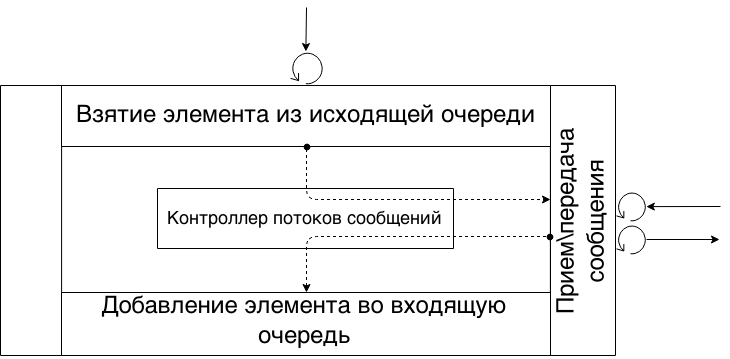 Взятие элемента из исходящей очереди
Контроллер потоков сообщений
Добавление элемента во входящую
очередь
Прием\передача
сообщения